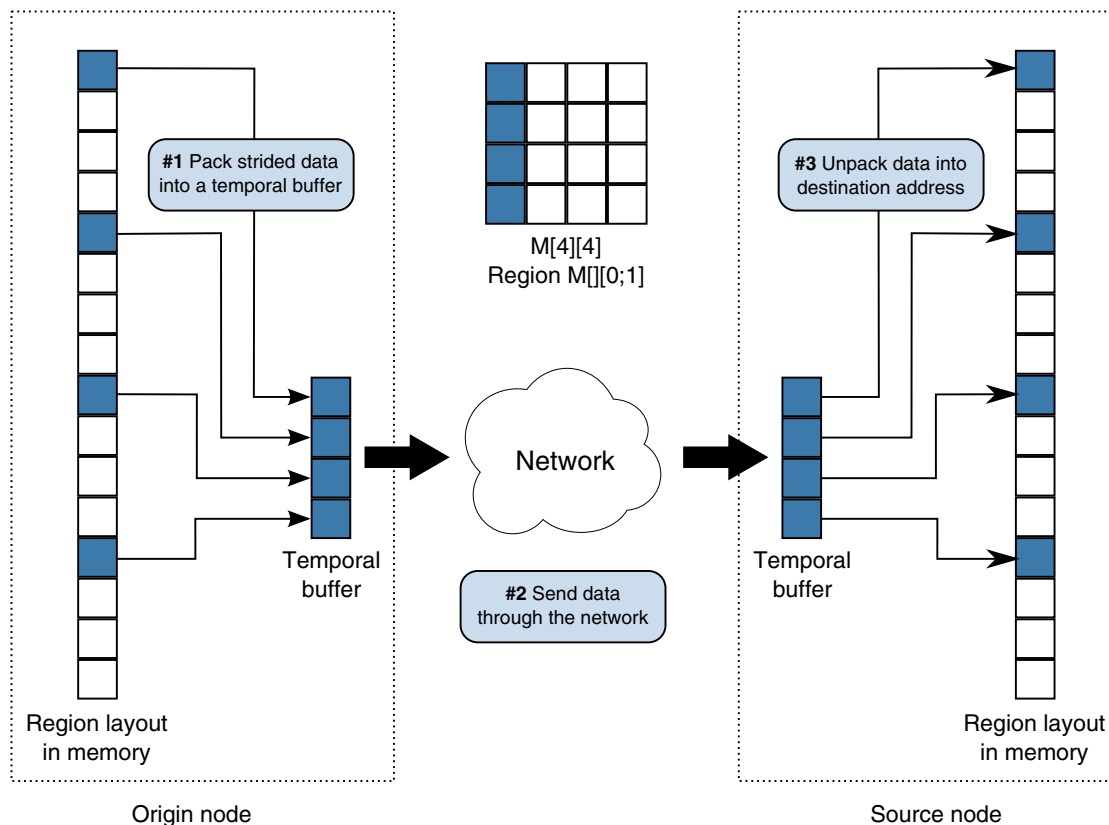 #1 Pack strided data
into a temporal buffer
M[4][4]
Region M[][0;1]
#3 Unpack data into
destination address
Network
Temporal
buffer
#2 Send data
through the network
Temporal
buffer
Region layout
in memory
Region layout
in memory
Origin node
Source node